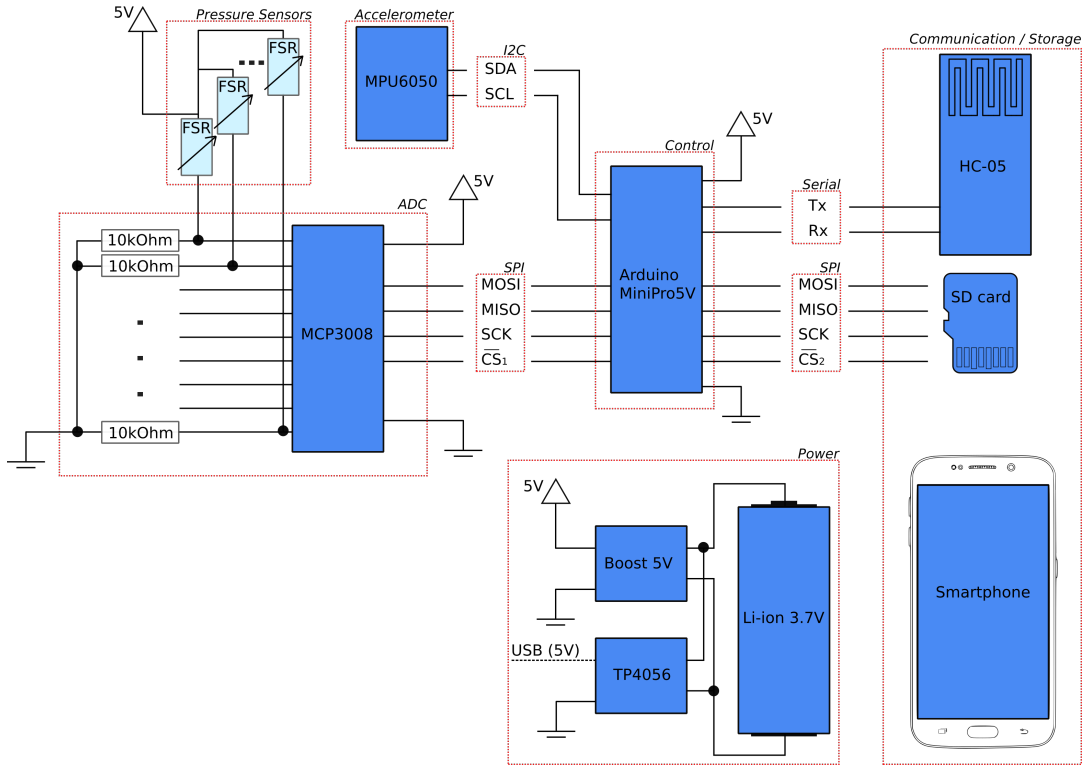 5V
Pressure Sensors
FSR
FSR
FSR
Accelerometer
MPU6050
I2C
SDA
SCL
Communication / Storage
HC-05
5V
Control
Arduino
MiniPro5V
Serial
Tx
Rx
5V
ADC
10kOhm
10kOhm
10kOhm
MCP3008
SPI
MOSI
MISO
SCK
C̅S̅₁
SPI
MOSI
MISO
SCK
C̅S̅₂
SD card
Power
5V
Boost 5V
Li-ion 3.7V
USB (5V)
TP4056
Smartphone